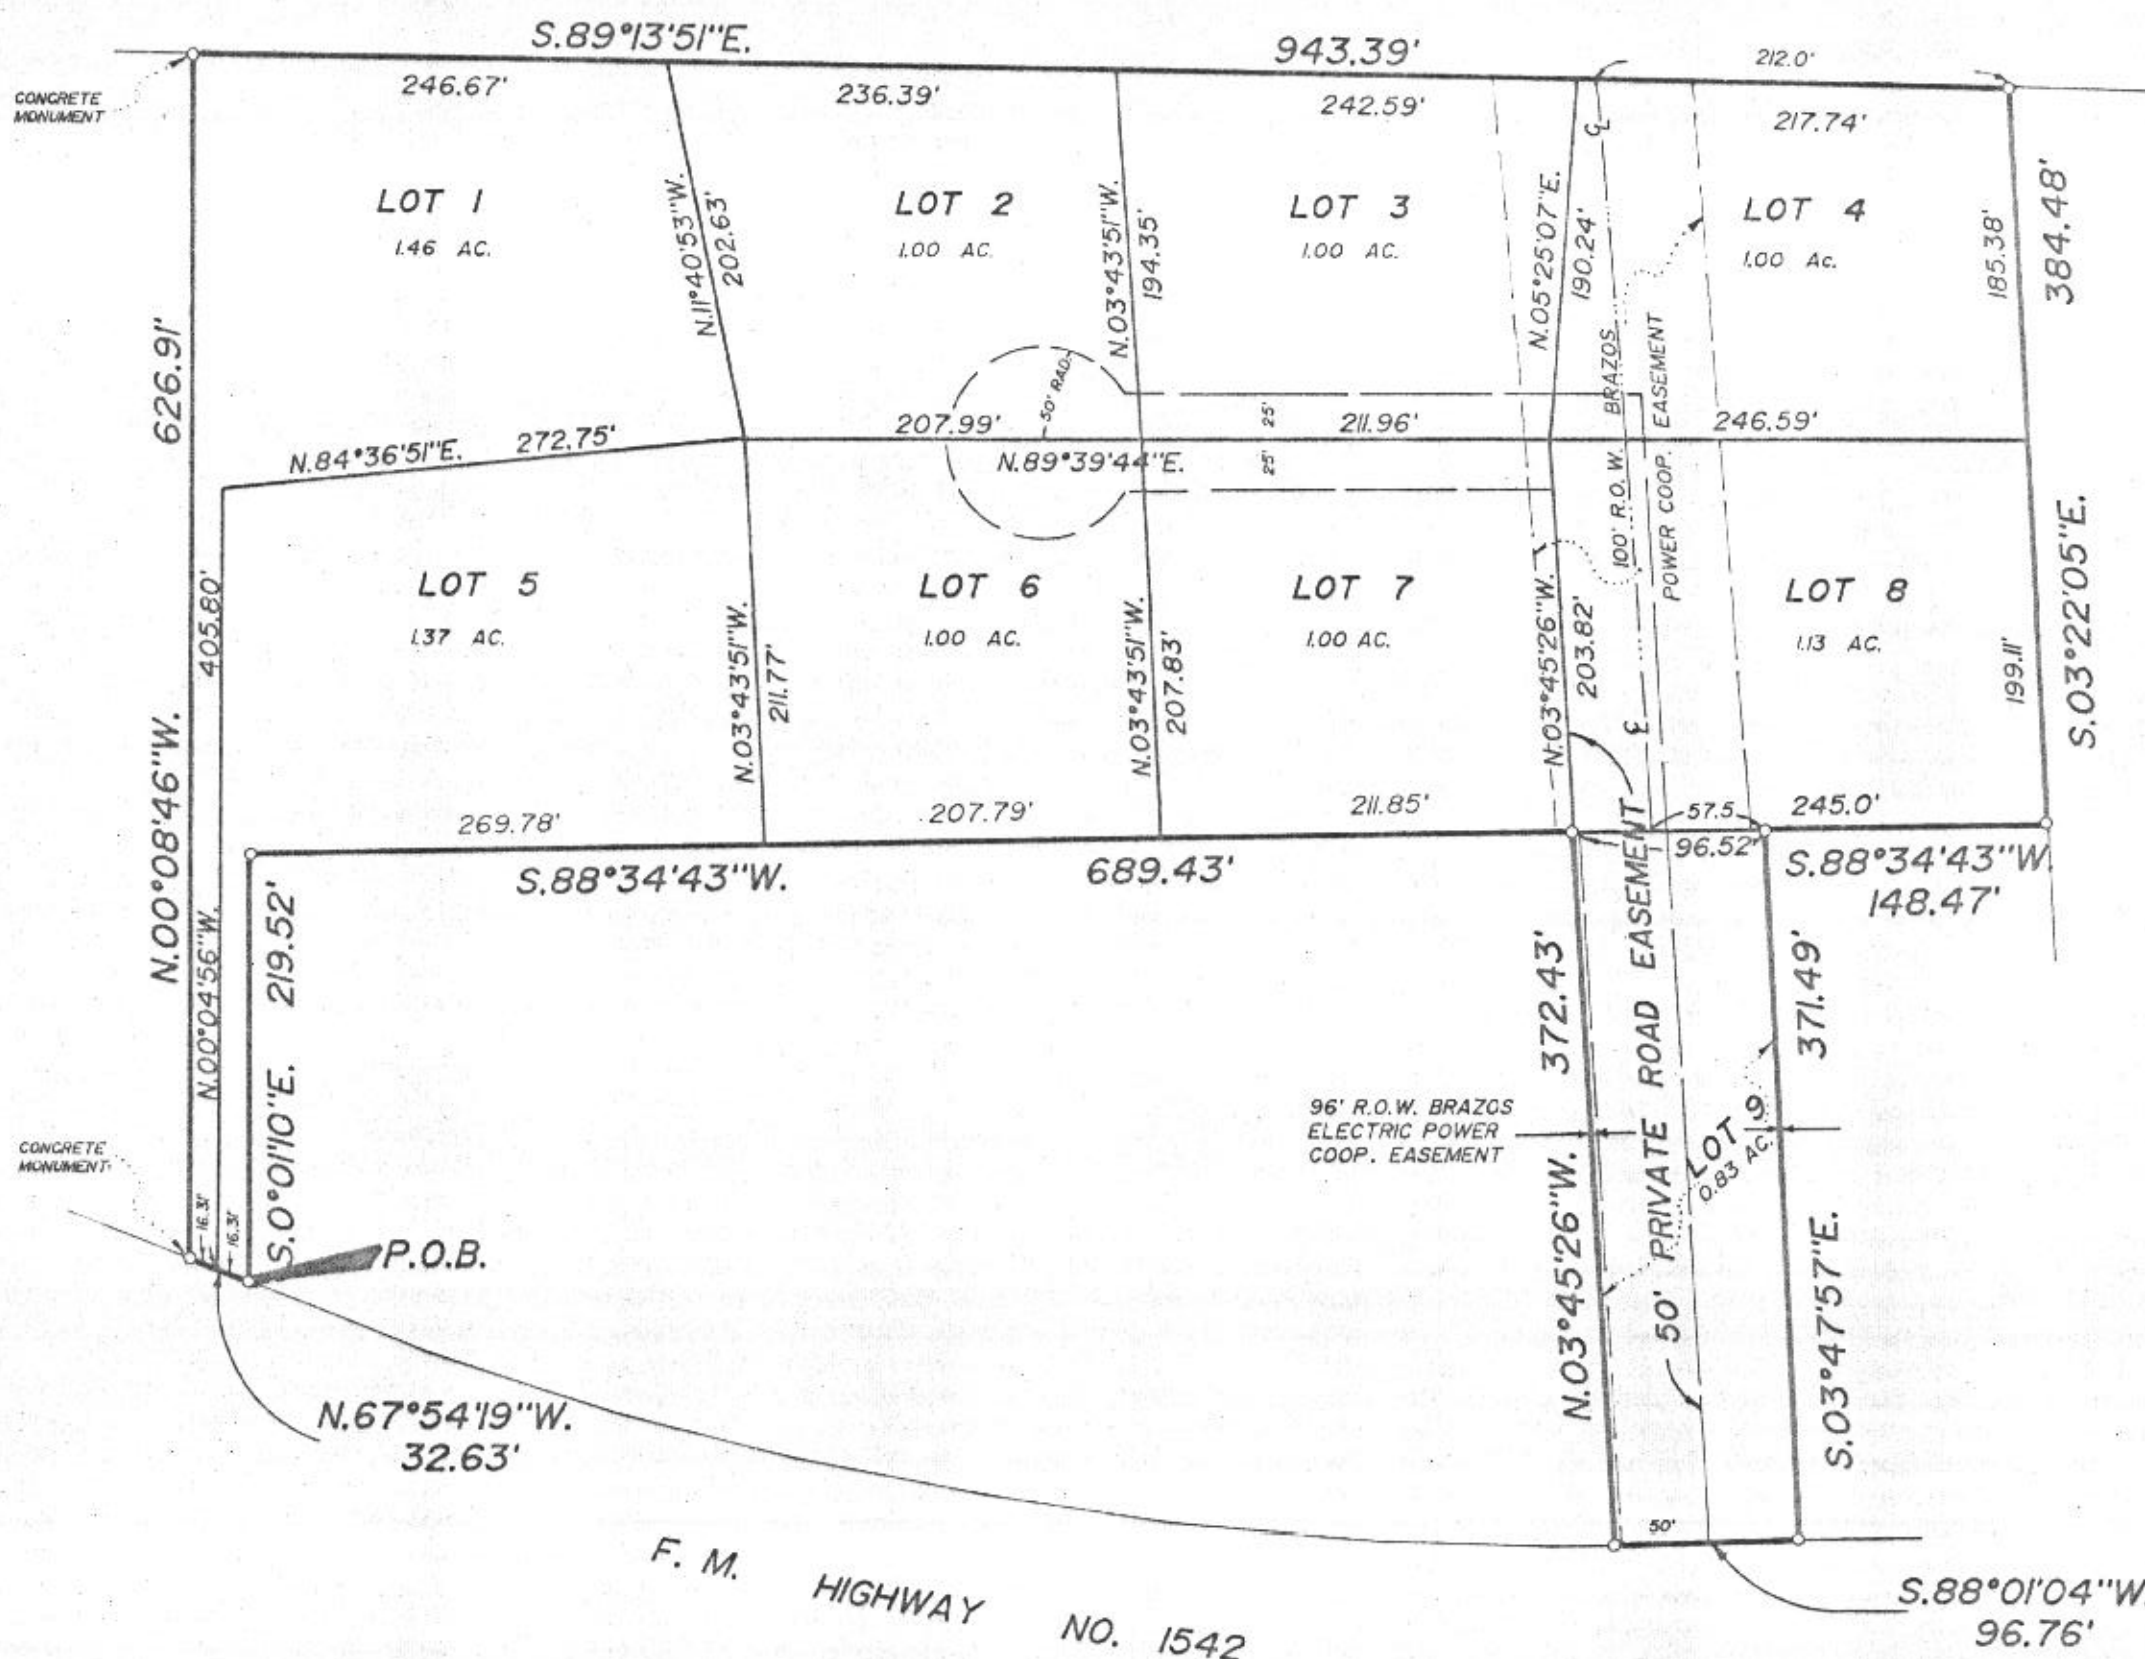 S.89°13'51"E.
943.39'
212.0'
CONCRETE
MONUMENT
246.67'
236.39'
242.59'
217.74'
LOT 1
1.46 AC.
N.11°40'53"W.
202.63'
LOT 2
1.00 AC.
N.03°43'51"W.
194.35'
LOT 3
1.00 AC.
N.05°25'07"E.
190.24'
LOT 4
1.00 Ac.
185.38'
384.48'
626.91'
50' RAD.
N.84°36'51"E. 272.75'
207.99'
N.89°39'44"E.
25'
25'
211.96'
246.59'
100' R.O.W. BRAZOS
POWER COOP. EASEMENT
405.80'
LOT 5
1.37 AC.
N.03°43'51"W.
211.77'
LOT 6
1.00 AC.
N.03°43'51"W.
207.83'
LOT 7
1.00 AC.
N.03°45'26"W.
203.82'
LOT 8
1.13 AC.
199.11'
S.03°22'05"E.
N.00°08'46"W.
269.78'
207.79'
211.85'
57.5
245.0'
96.52'
S.88°34'43"W.
689.43'
S.88°34'43"W.
148.47'
N.00°04'56"W.
S.0°01'10"E. 219.52'
N.03°45'26"W. 372.43'
50' PRIVATE ROAD EASEMENT
S.03°47'57"E. 371.49'
96' R.O.W. BRAZOS
ELECTRIC POWER
COOP. EASEMENT
LOT 9
0.83 AC.
CONCRETE
MONUMENT
16.31'
16.31'
P.O.B.
N.67°54'19"W.
32.63'
50'
S.88°01'04"W.
96.76'
F. M. HIGHWAY NO. 1542